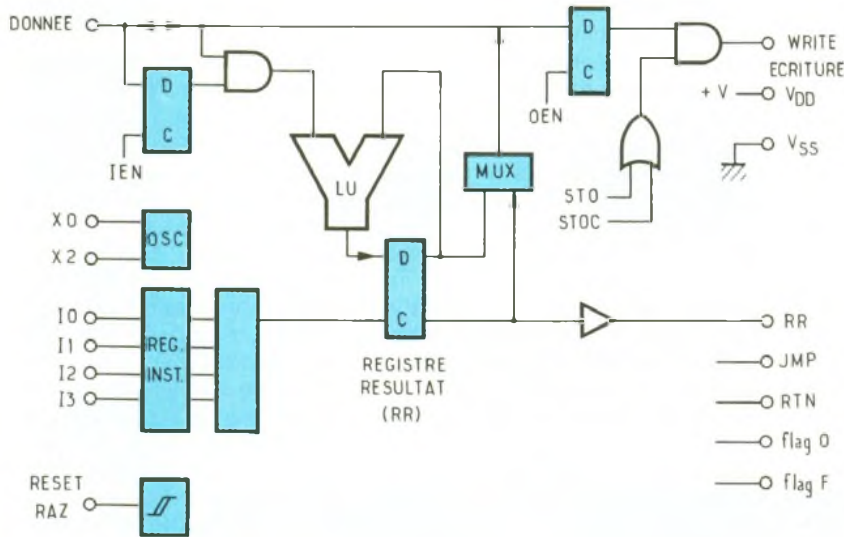 DONNEE
D
C
IEN
LU
MUX
D
C
OEN
WRITE
ECRITURE
+ V
VDD
VSS
STO
STOC
X0
X2
OSC
I0
I1
I2
I3
REG.
INST.
D
C
REGISTRE
RESULTAT
(RR)
RR
JMP
RTN
flag O
flag F
RESET
RAZ